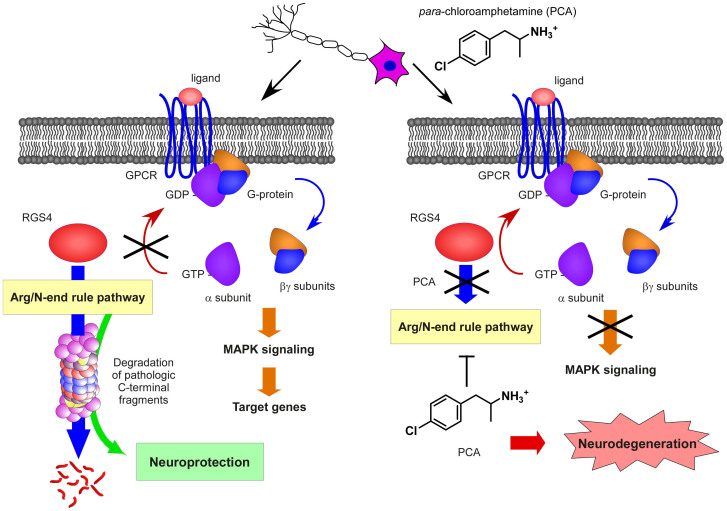 para-chloroamphetamine (PCA)
NH3+
Cl
ligand
GPCR
GDP
G-protein
RGS4
GTP
α subunit
βγ subunits
Arg/N-end rule pathway
MAPK signaling
Target genes
Degradation
of pathologic
C-terminal
fragments
Neuroprotection
ligand
GPCR
GDP
G-protein
RGS4
PCA
GTP
α subunit
βγ subunits
Arg/N-end rule pathway
MAPK signaling
NH3+
Cl
PCA
Neurodegeneration